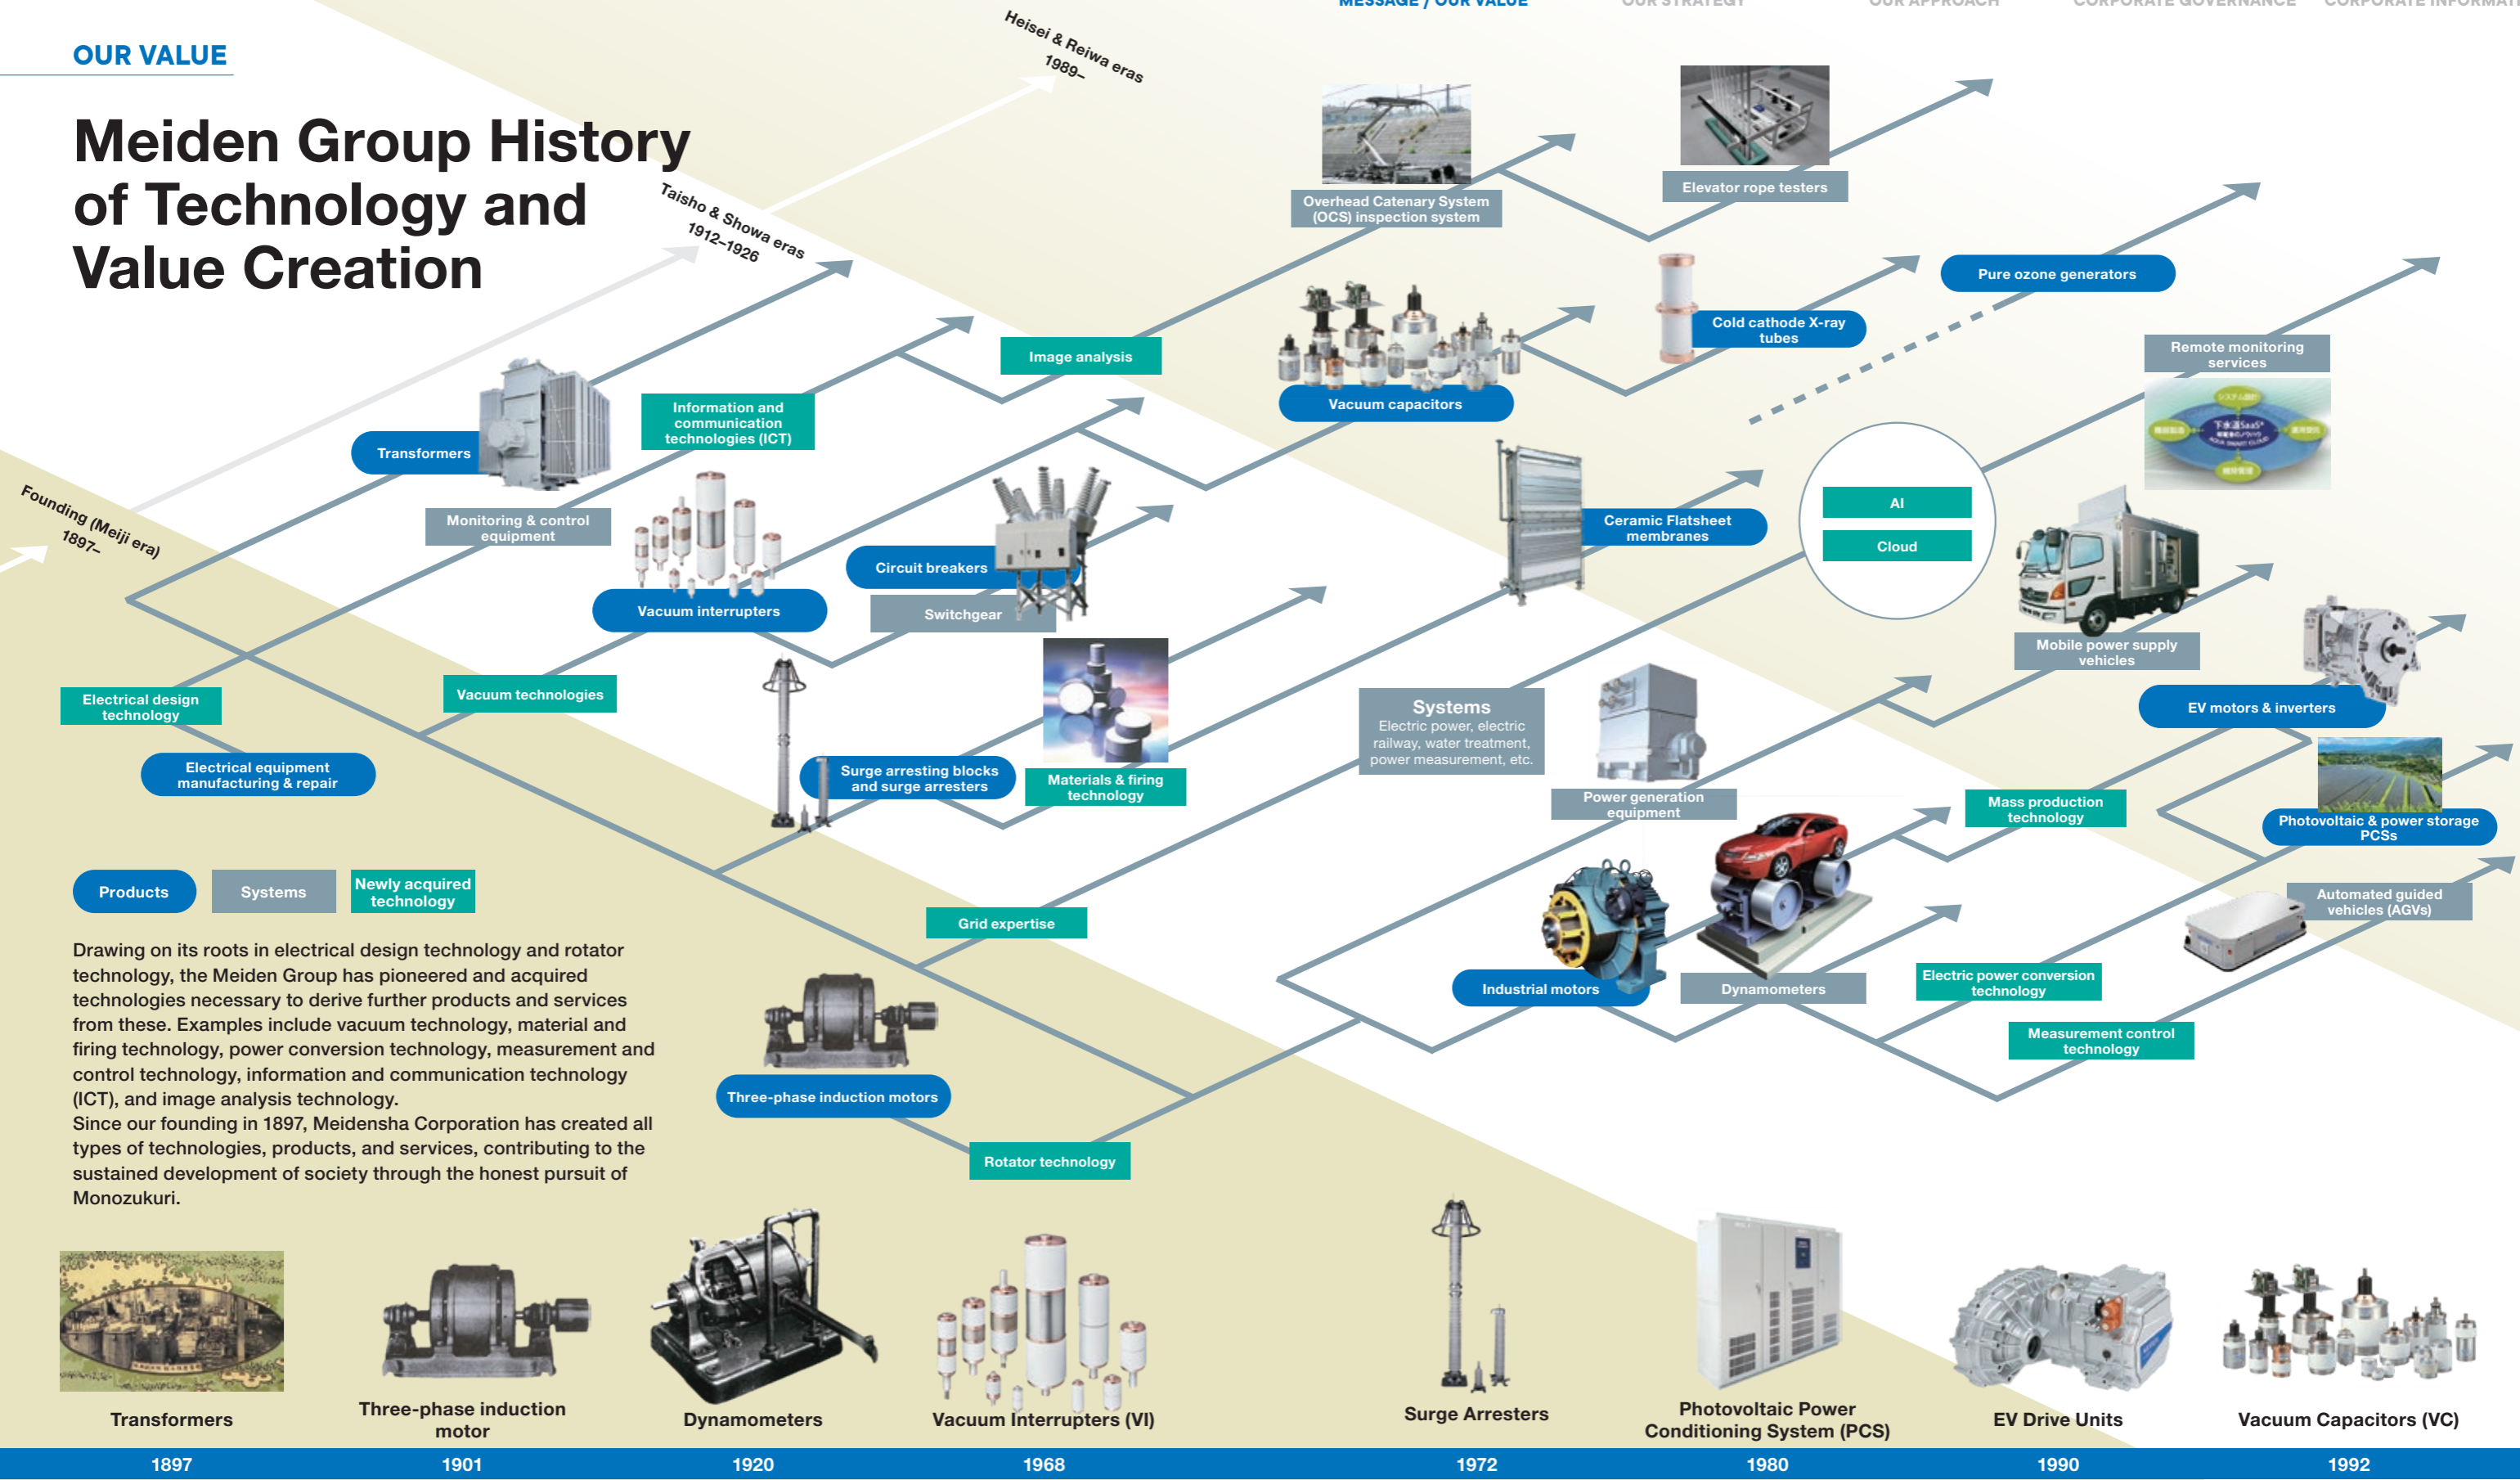 MESSAGE / OUR VALUE
OUR STRATEGY
OUR APPROACH
CORPORATE GOVERNANCE
CORPORATE
OUR VALUE
Meiden Group History
of Technology and
Value Creation
Heisei & Reiwa eras
1989–
Taisho & Showa eras
1912–1926
Founding (Meiji era)
1897–
Overhead Catenary System
(OCS) inspection system
Elevator rope testers
Pure ozone generators
Cold cathode X-ray
tubes
Image analysis
Remote monitoring
services
Vacuum capacitors
Information and
communication
technologies (ICT)
Transformers
Monitoring & control
equipment
AI
Cloud
Ceramic Flatsheet
membranes
Circuit breakers
Switchgear
Vacuum interrupters
Mobile power supply
vehicles
Electrical design
technology
Vacuum technologies
Systems
Electric power, electric
railway, water treatment,
power measurement, etc.
EV motors & inverters
Electrical equipment
manufacturing & repair
Surge arresting blocks
and surge arresters
Materials & firing
technology
Power generation
equipment
Mass production
technology
Photovoltaic & power storage
PCSs
Products
Systems
Newly acquired
technology
Automated guided
vehicles (AGVs)
Grid expertise
Drawing on its roots in electrical design technology and rotator
technology, the Meiden Group has pioneered and acquired
technologies necessary to derive further products and services
from these. Examples include vacuum technology, material and
firing technology, power conversion technology, measurement and
control technology, information and communication technology
(ICT), and image analysis technology.
Since our founding in 1897, Meidensha Corporation has created all
types of technologies, products, and services, contributing to the
sustained development of society through the honest pursuit of
Monozukuri.
Industrial motors
Dynamometers
Electric power conversion
technology
Measurement control
technology
Three-phase induction motors
Rotator technology
Transformers
Three-phase induction
motor
Dynamometers
Vacuum Interrupters (VI)
Surge Arresters
Photovoltaic Power
Conditioning System (PCS)
EV Drive Units
Vacuum Capacitors (VC)
1897
1901
1920
1968
1972
1980
1990
1992